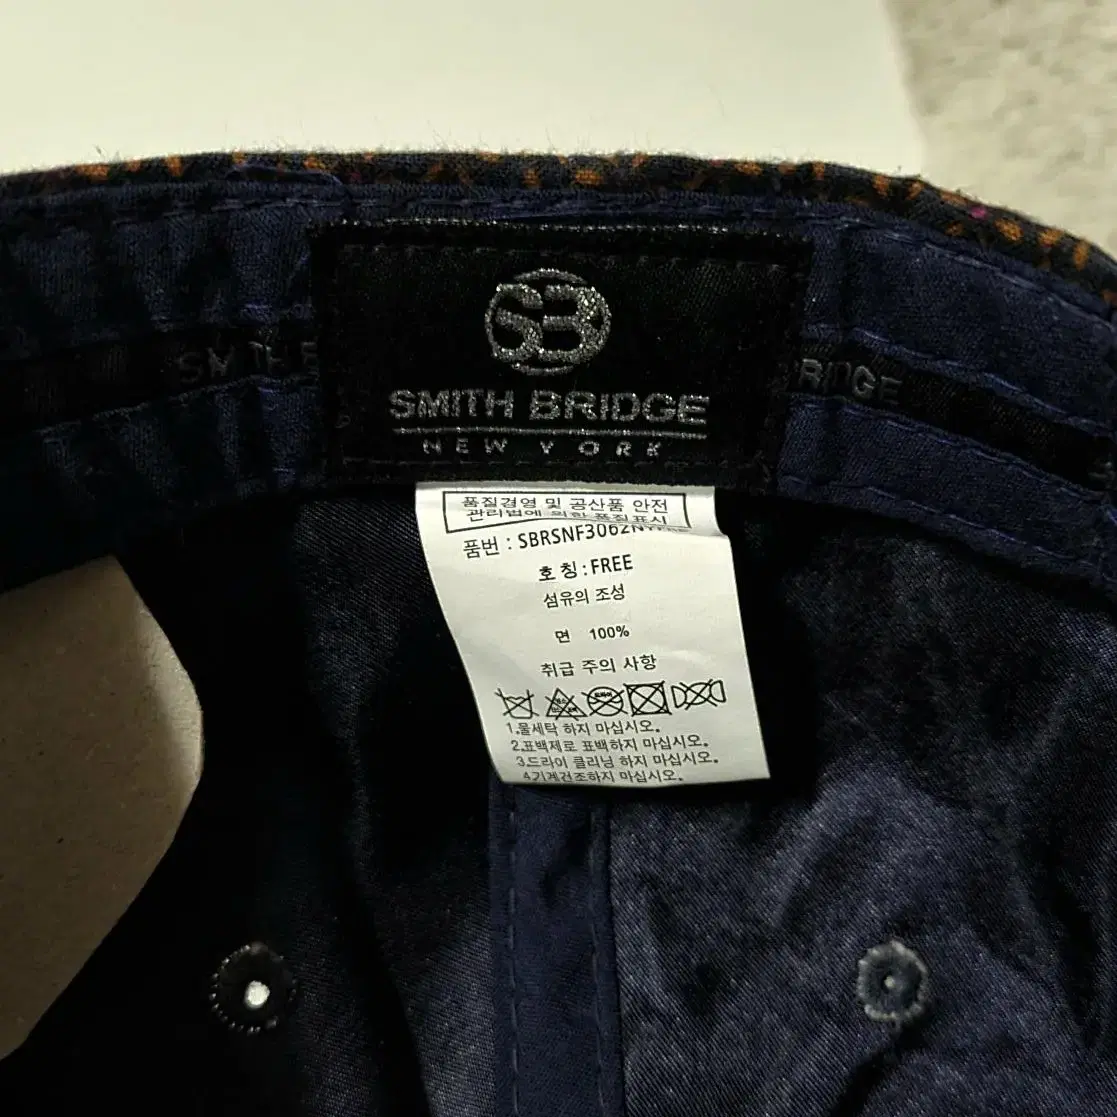 SB
SMITH BRIDGE
NEW YORK
SMITH B
BRIDGE
품질경영 및 공산품 안전
관리법에 의한 품질표시
품번 :
호칭 : FREE
섬유의 조성
면 100%
취급 주의 사항
1.물세탁 하지 마십시오.
2.표백제로 표백하지 마십시오.
3.드라이 클리닝 하지 마십시오.
4.기계건조하지 마십시오.